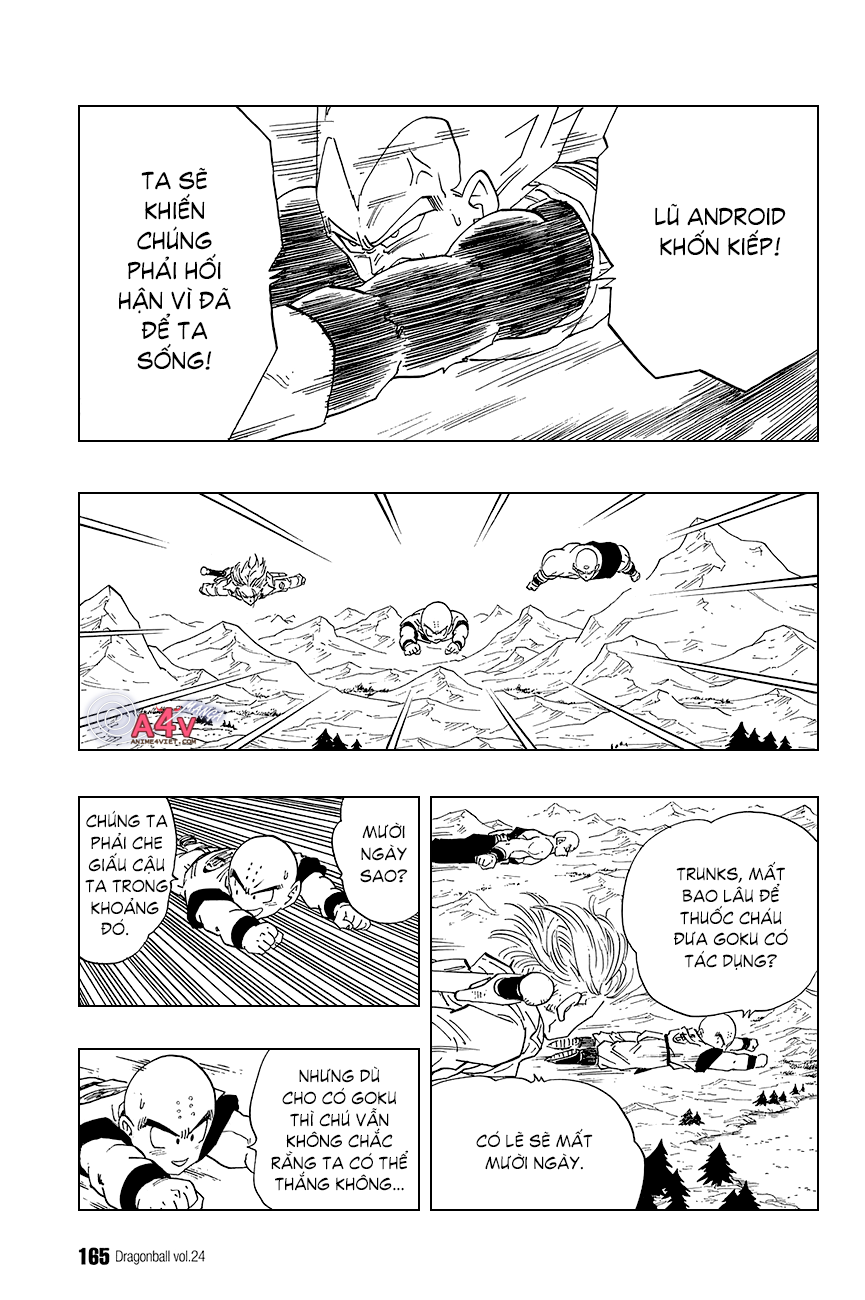 LŨ ANDROID
KHỐN KIẾP!
TA SẼ
KHIẾN
CHÚNG
PHẢI HỐI
HẬN VÌ ĐÃ
ĐỂ TA
SỐNG!
A4V
ANIME4VIET.COM
TRUNKS, MẤT
BAO LÂU ĐỂ
THUỐC CHÁU
ĐƯA GOKU CÓ
TÁC DỤNG?
CÓ LẼ SẼ MẤT
MƯỜI NGÀY.
MƯỜI
NGÀY
SAO?
CHÚNG TA
PHẢI CHE
GIẤU CẬU
TA TRONG
KHOẢNG
ĐÓ.
NHƯNG DÙ
CHO CÓ GOKU
THÌ CHÚ VẪN
KHÔNG CHẮC
RẰNG TA CÓ THỂ
THẮNG KHÔNG...
165 Dragonball vol.24